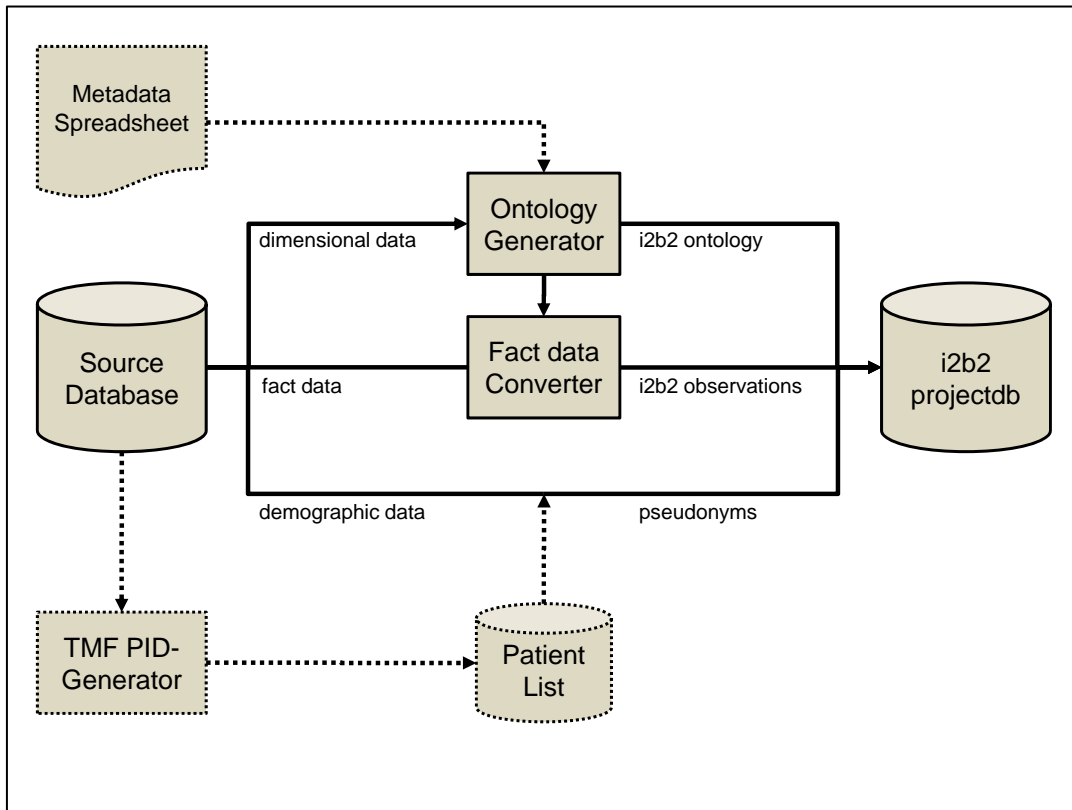 Metadata
Spreadsheet
Ontology
Generator
dimensional data
i2b2 ontology
Source
Database
Fact data
Converter
fact data
i2b2 observations
i2b2
projectdb
demographic data
pseudonyms
TMF PID-
Generator
Patient
List